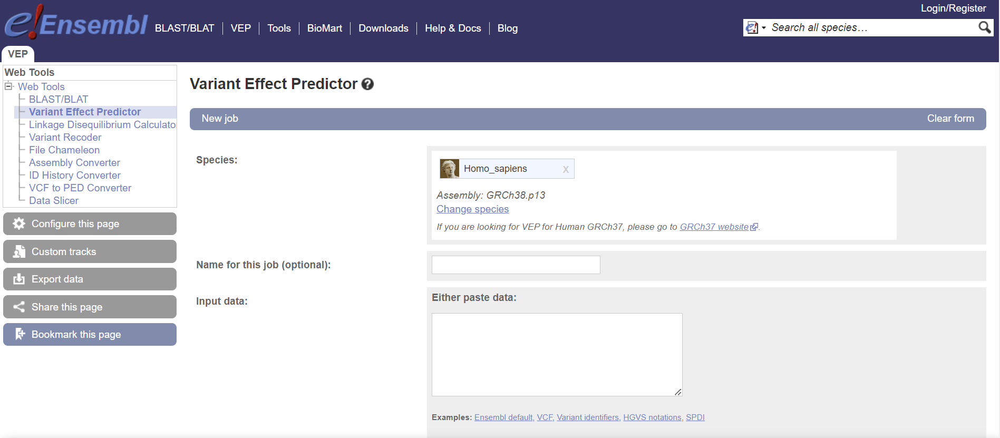 Login/Register
e!Ensembl
BLAST/BLAT
VEP
Tools
BioMart
Downloads
Help & Docs
Blog
Search all species…
VEP
Web Tools
Web Tools
BLAST/BLAT
Variant Effect Predictor
Linkage Disequilibrium Calculato
Variant Recoder
File Chameleon
Assembly Converter
ID History Converter
VCF to PED Converter
Data Slicer
Configure this page
Custom tracks
Export data
Share this page
Bookmark this page
Variant Effect Predictor ?
New job
Clear form
Species:
Homo_sapiens x
Assembly: GRCh38.p13
Change species
If you are looking for VEP for Human GRCh37, please go to GRCh37 website.
Name for this job (optional):
Input data:
Either paste data:
Examples: Ensembl default, VCF, Variant identifiers, HGVS notations, SPDI